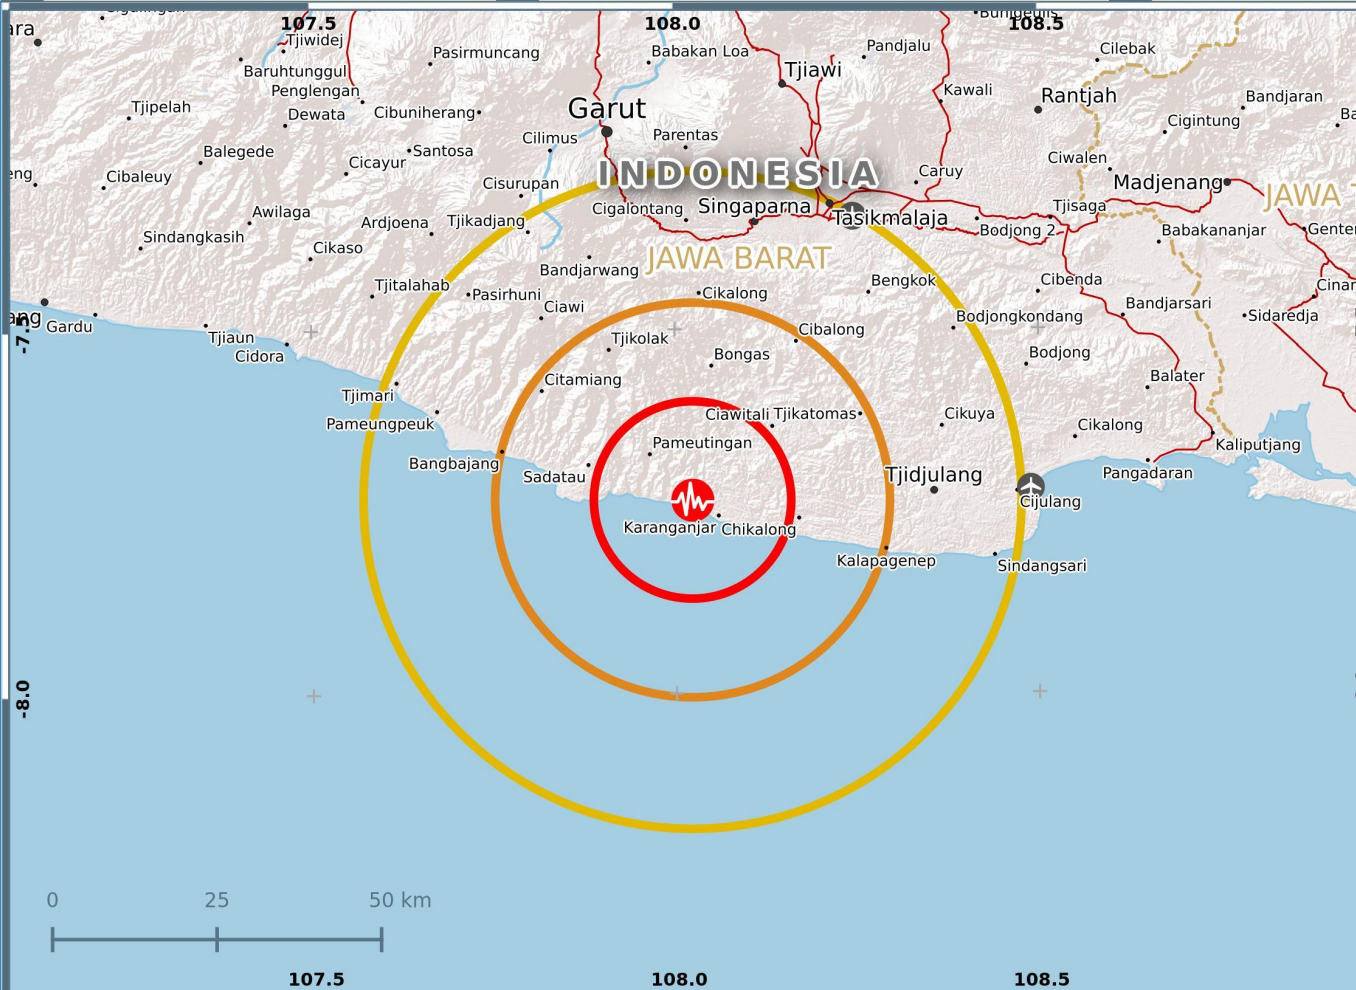 107.5
108.0
108.5
Tjiwidej
Baruhtunggul
Penglengan
Pasirmuncang
Babakan Loa
Pandjalu
Cilebak
Tjiawi
Kawali
Rantjah
Bandjaran
Tjipelah
Dewata
Cibuniherang
Garut
Cigintung
Cilimus
Parentas
Balegede
Cicayur
Santosa
Ciwalen
INDONESIA
Caruy
Madjenang
Cibaleuy
Cisurupan
JAWA
Awilaga
Ardjoena
Tjikadjang
Cigalontang
Singaparna
Tasikmalaja
Tjisaga
Bodjong 2
Babakananjar
Sindangkasih
Cikaso
JAWA BARAT
Bandjarwang
Tjitalahab
Pasirhuni
Cikalong
Bengkok
Cibenda
Ciawi
Bandjarsari
Gardu
-7.5
Bodjongkondang
Sidaredja
Tjiaun
Cidora
Tjikolak
Cibalong
Bongas
Bodjong
Citamiang
Balater
Tjimari
Pameungpeuk
Ciawitali
Tjikatomas
Cikuya
Cikalong
Pameutingan
Kaliputjang
Bangbajang
Sadatau
Tjidjulang
Pangadaran
Cijulang
Karanganjar
Chikalong
Kalapagenep
Sindangsari
-8.0
0 25 50 km
107.5
108.0
108.5